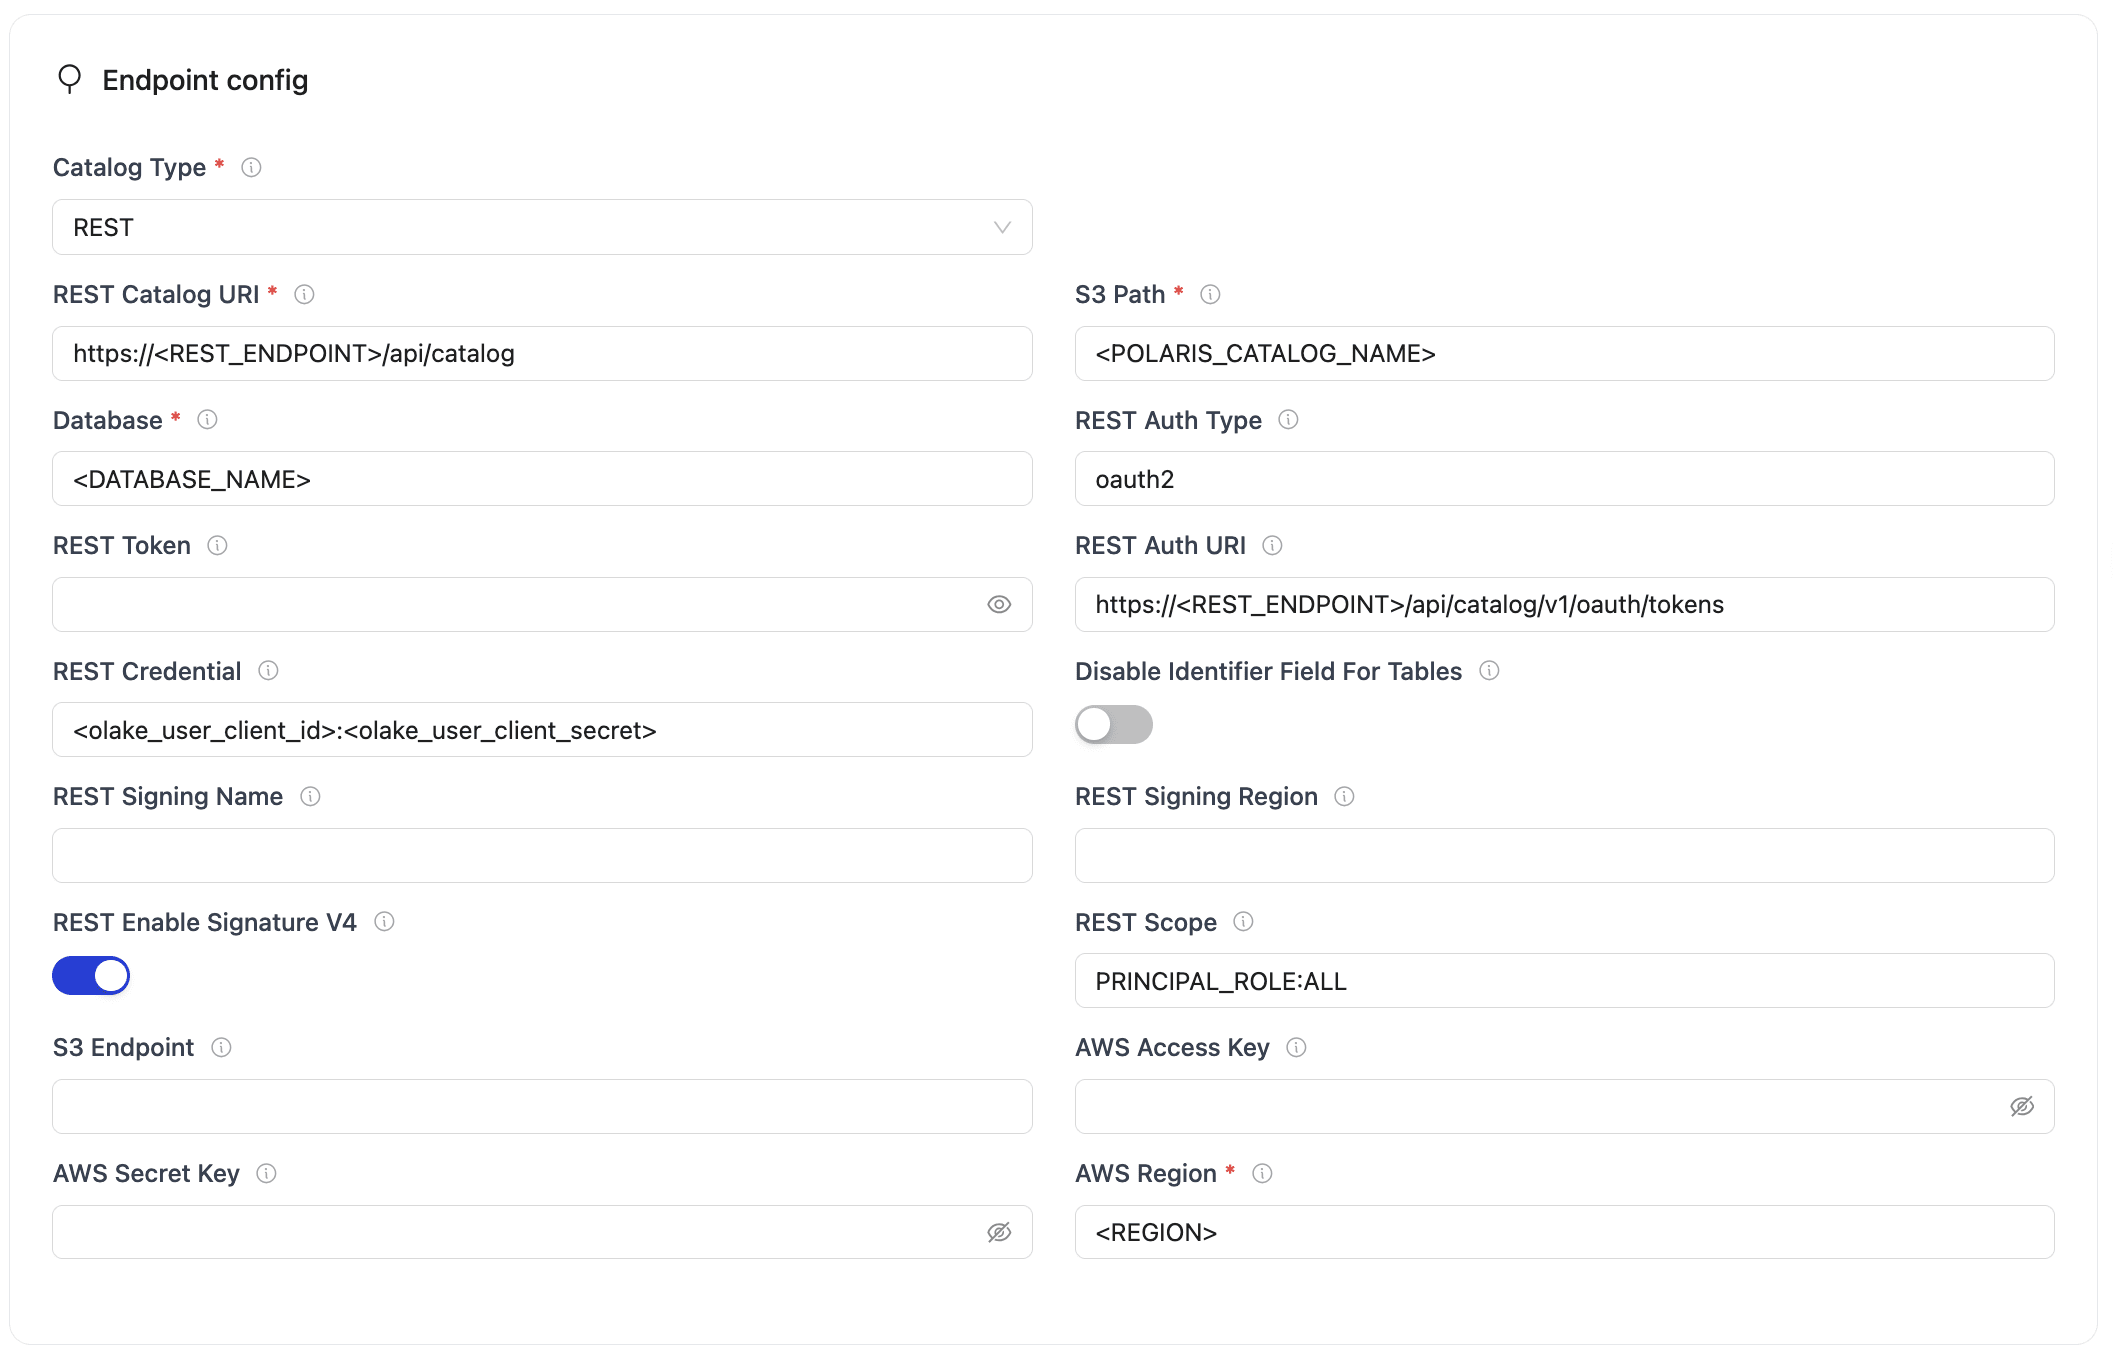 Endpoint config
Catalog Type *
REST
REST Catalog URI *
https://<REST_ENDPOINT>/api/catalog
S3 Path *
<POLARIS_CATALOG_NAME>
Database *
<DATABASE_NAME>
REST Auth Type
oauth2
REST Token
REST Auth URI
https://<REST_ENDPOINT>/api/catalog/v1/oauth/tokens
REST Credential
<olake_user_client_id>:<olake_user_client_secret>
Disable Identifier Field For Tables
REST Signing Name
REST Signing Region
REST Enable Signature V4
REST Scope
PRINCIPAL_ROLE:ALL
S3 Endpoint
AWS Access Key
AWS Secret Key
AWS Region *
<REGION>